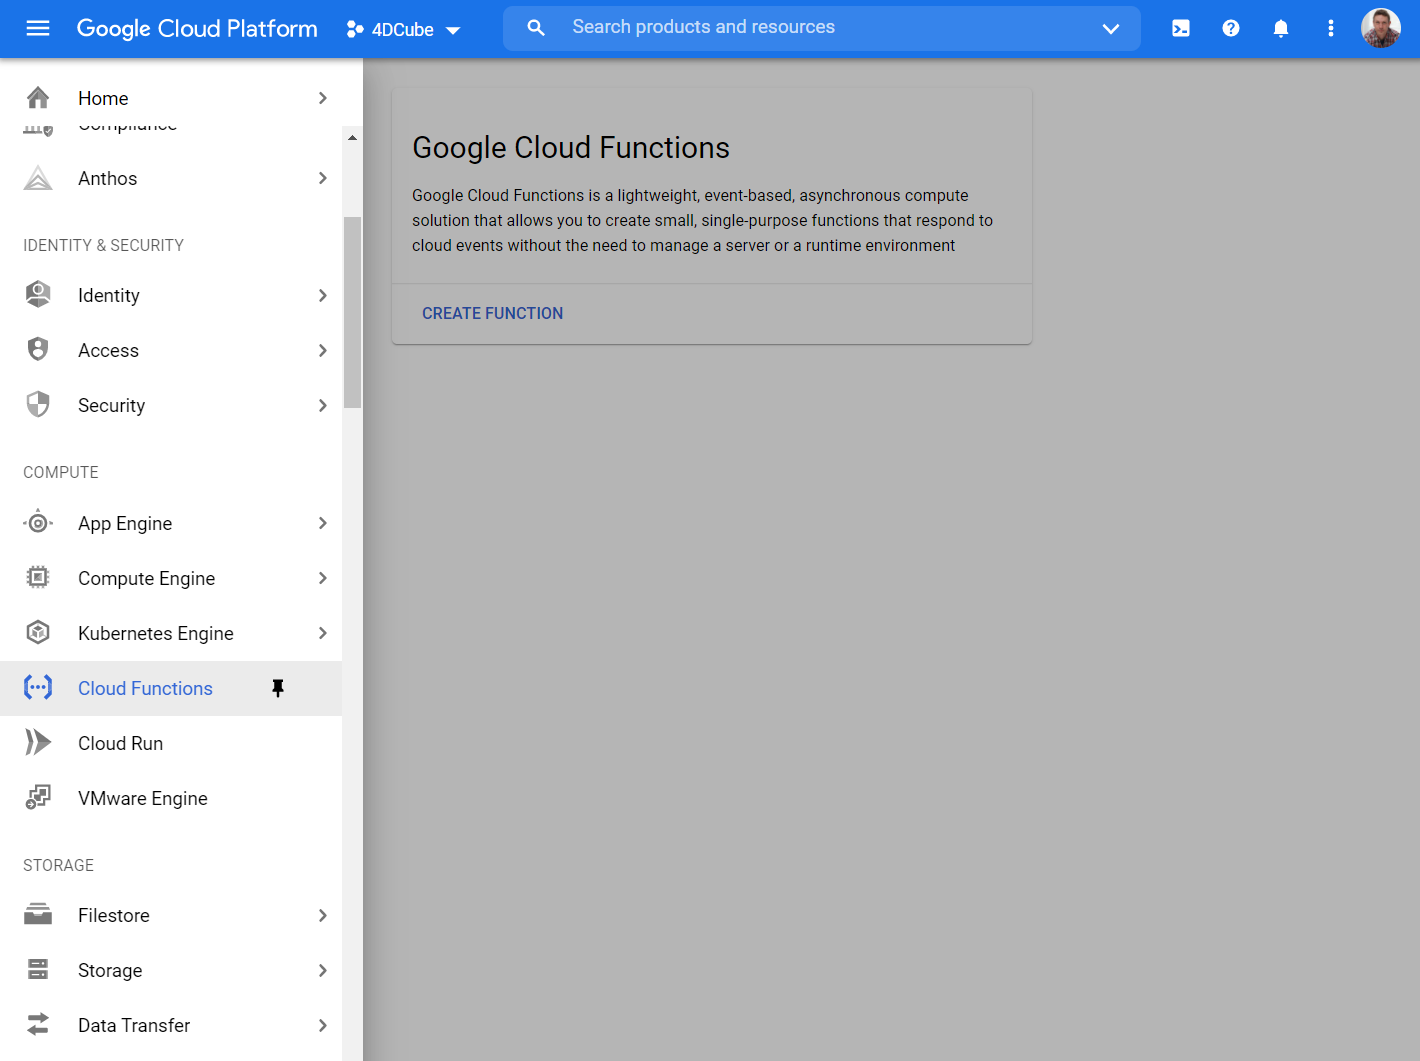 Google Cloud Platform
4DCube
Search products and resources
Home
Compliance
Anthos
IDENTITY & SECURITY
Identity
Access
Security
COMPUTE
App Engine
Compute Engine
Kubernetes Engine
Cloud Functions
Cloud Run
VMware Engine
STORAGE
Filestore
Storage
Data Transfer
Google Cloud Functions
Google Cloud Functions is a lightweight, event-based, asynchronous compute
solution that allows you to create small, single-purpose functions that respond to
cloud events without the need to manage a server or a runtime environment
CREATE FUNCTION